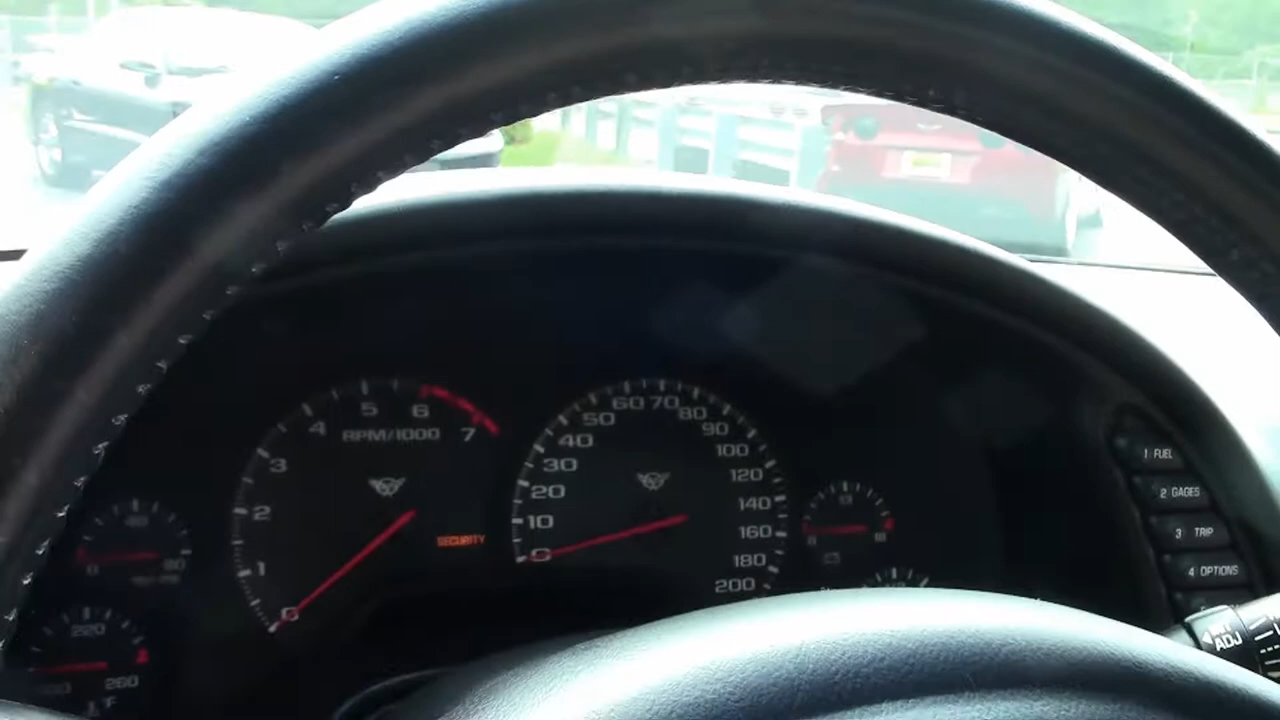 5 6
4 7
RPM/1000
3
2
1
0
SECURITY
60 70
50 80
40 90
30 100
20 120
10 140
0 160
180
200
80
220
260
°F
1 FUEL
2 GAGES
3 TRIP
4 OPTIONS
ADJ